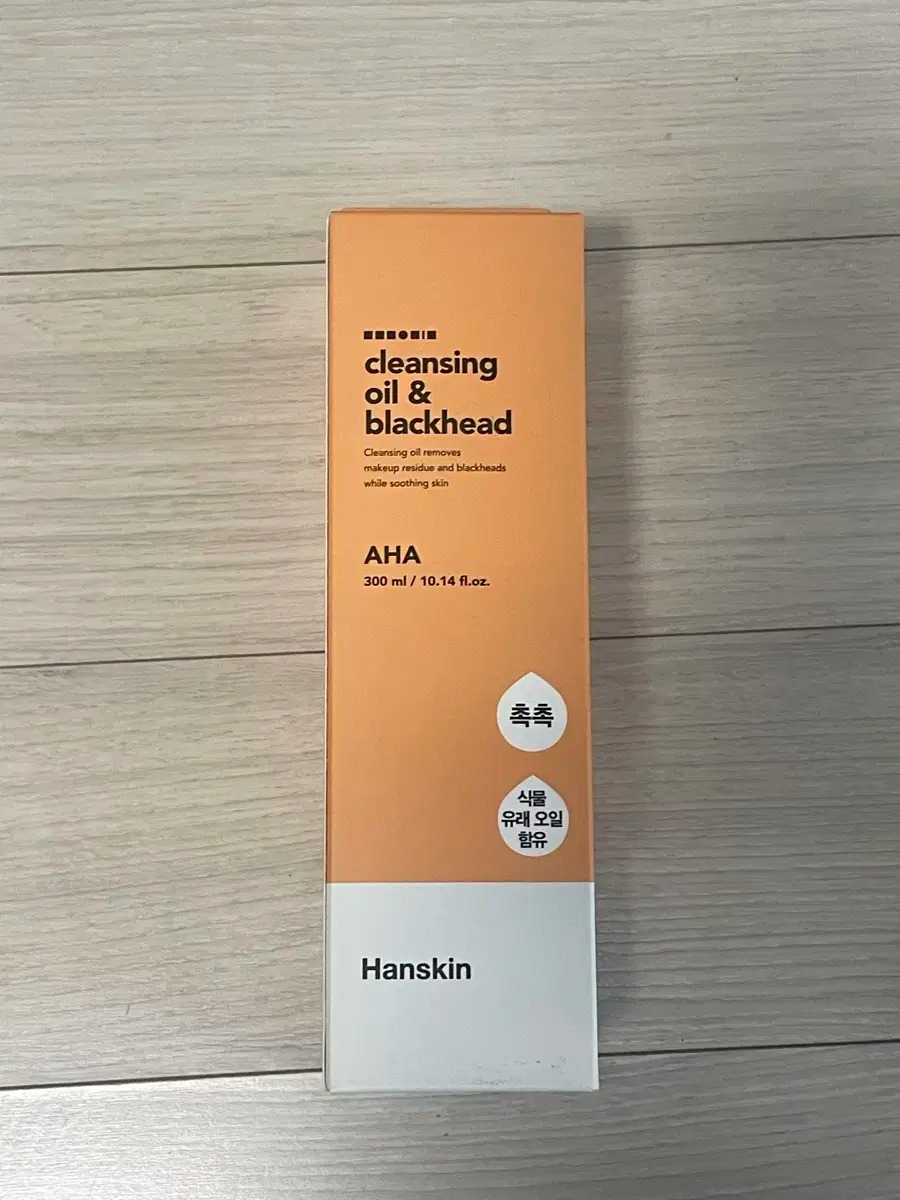 cleansing
oil &
blackhead
Cleansing oil removes
makeup residue and blackheads
while soothing skin
AHA
300 ml / 10.14 fl.oz.
촉촉
식물
유래 오일
함유
Hanskin